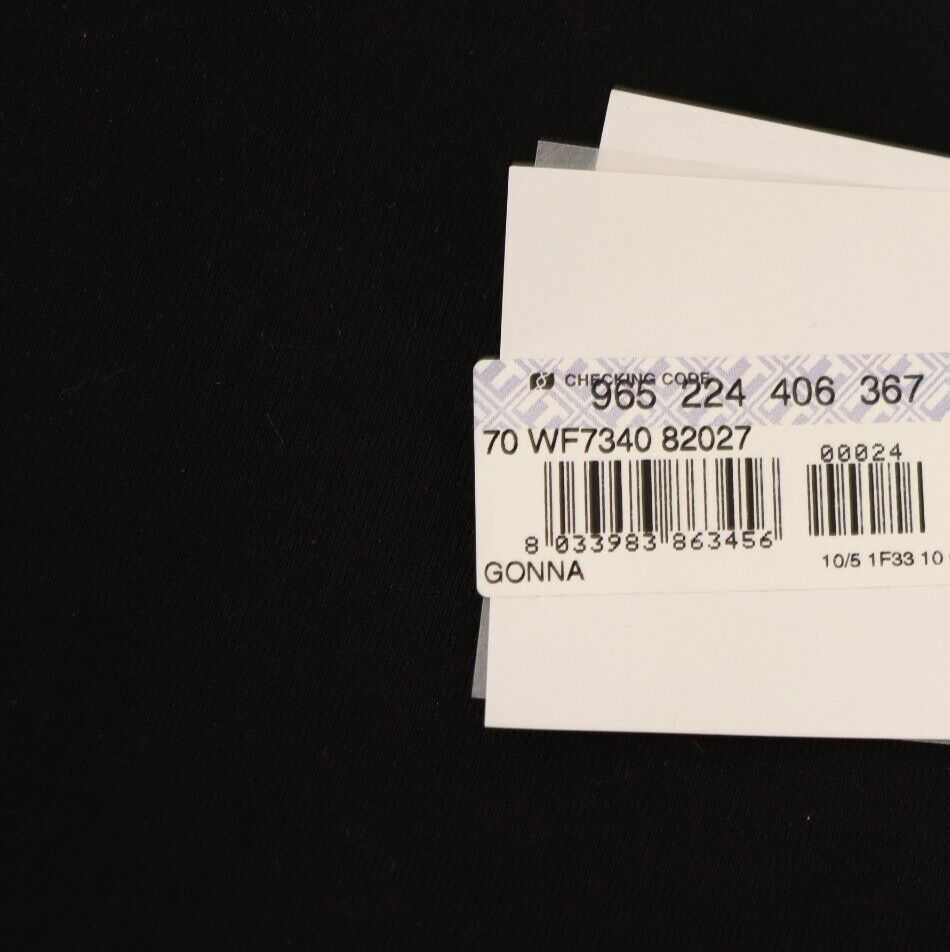 CHECKING CODE
965 224 406 367
70 WF7340 82027
00024
8 033983 863456
10/5 1F33 10
GONNA